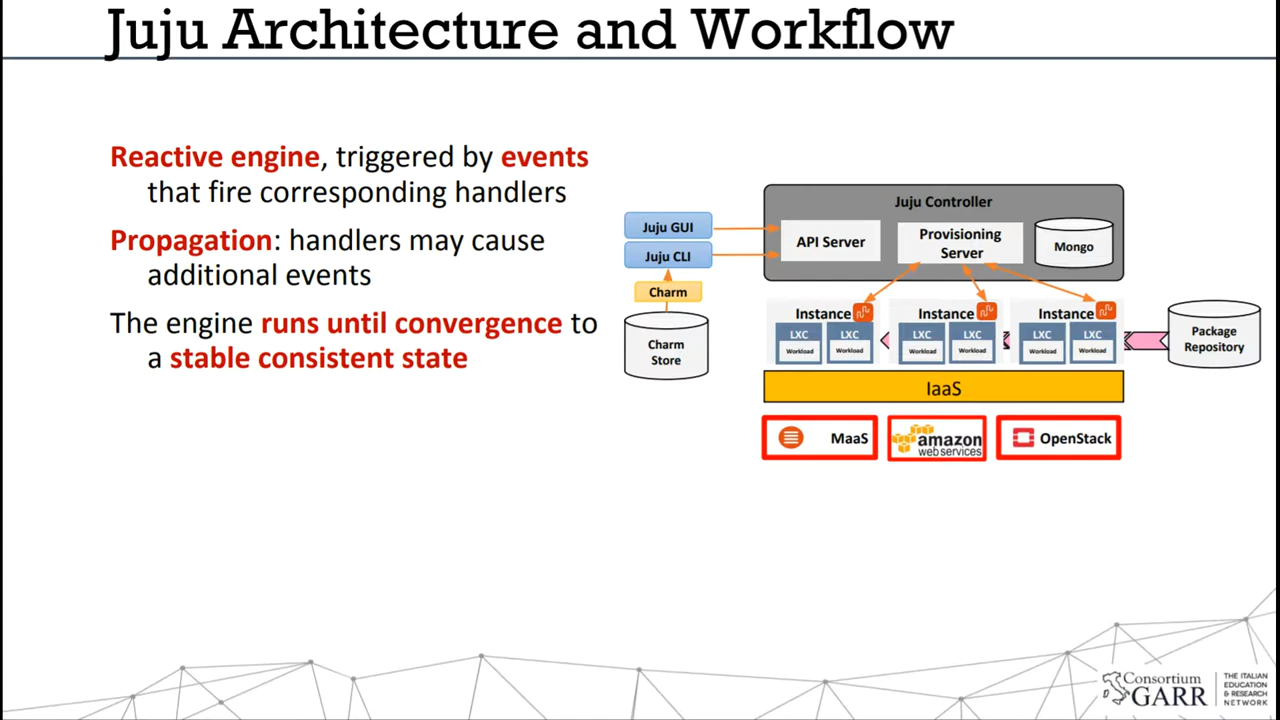 Juju Architecture and Workflow
Reactive engine, triggered by events
that fire corresponding handlers
Propagation: handlers may cause
additional events
The engine runs until convergence to
a stable consistent state
Juju GUI
Juju CLI
Charm
Charm
Store
Juju Controller
API Server
Provisioning
Server
Mongo
Instance
LXC
Workload
LXC
Workload
Instance
LXC
Workload
LXC
Workload
Instance
LXC
Workload
LXC
Workload
Package
Repository
IaaS
MaaS
amazon
web services
OpenStack
Consortium
GARR
THE ITALIAN
EDUCATION
& RESEARCH
NETWORK